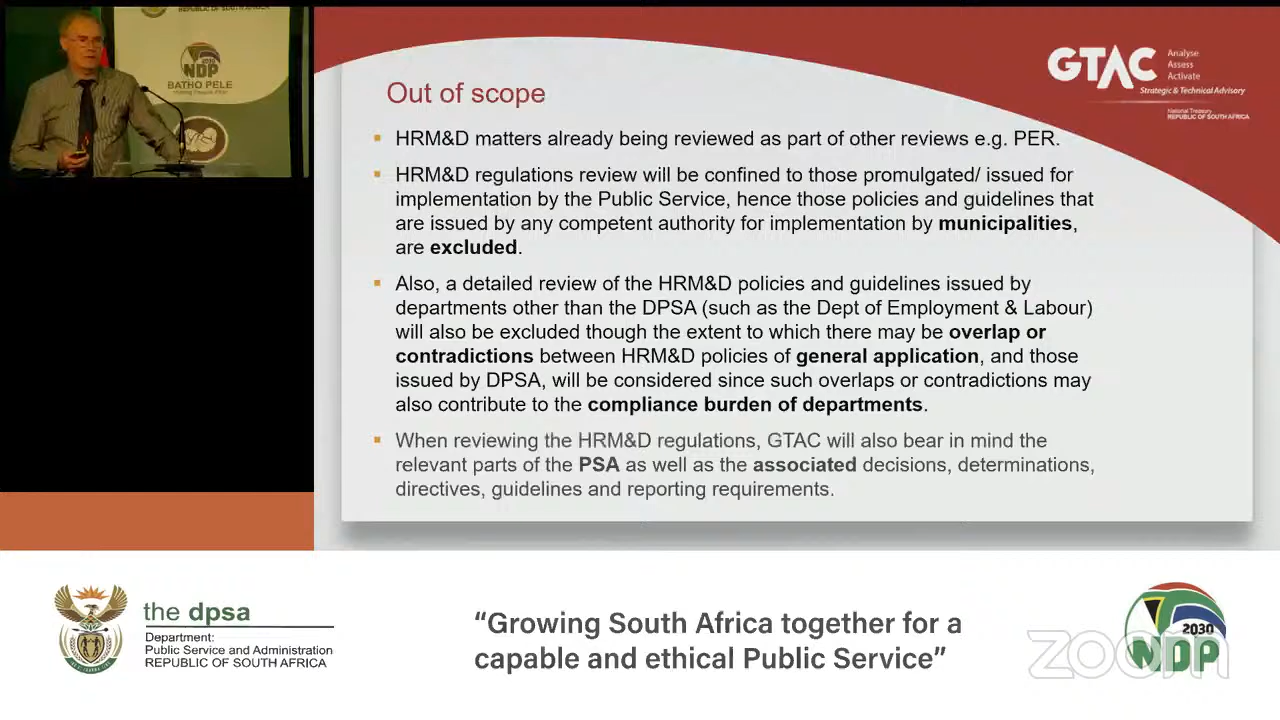 REPUBLIC OF SOUTH AFRICA
NDP
BATHO PELE
GTAC
Analyse
Assess
Activate
Strategic & Technical Advisory
National Treasury
REPUBLIC OF SOUTH AFRICA
Out of scope
HRM&D matters already being reviewed as part of other reviews e.g. PER.
HRM&D regulations review will be confined to those promulgated/ issued for
implementation by the Public Service, hence those policies and guidelines that
are issued by any competent authority for implementation by municipalities,
are excluded.
Also, a detailed review of the HRM&D policies and guidelines issued by
departments other than the DPSA (such as the Dept of Employment & Labour)
will also be excluded though the extent to which there may be overlap or
contradictions between HRM&D policies of general application, and those
issued by DPSA, will be considered since such overlaps or contradictions may
also contribute to the compliance burden of departments.
When reviewing the HRM&D regulations, GTAC will also bear in mind the
relevant parts of the PSA as well as the associated decisions, determinations,
directives, guidelines and reporting requirements.
the dpsa
Department:
Public Service and Administration
REPUBLIC OF SOUTH AFRICA
“Growing South Africa together for a
capable and ethical Public Service”
2030
NDP
zoom